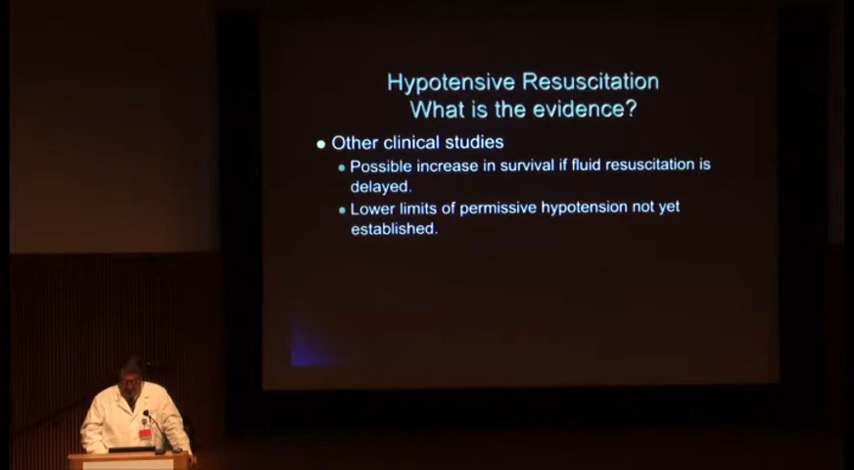 Hypotensive Resuscitation
What is the evidence?
• Other clinical studies
• Possible increase in survival if fluid resuscitation is
delayed.
• Lower limits of permissive hypotension not yet
established.